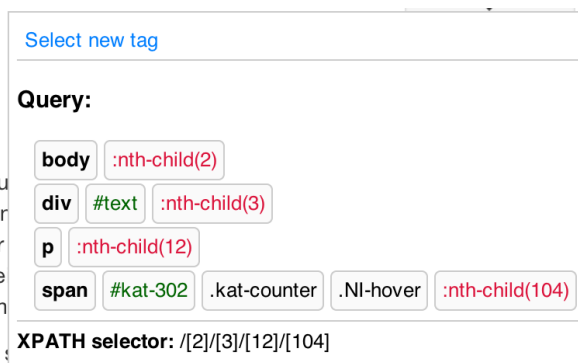 Select new tag
Query:
body :nth-child(2)
div #text :nth-child(3)
p :nth-child(12)
span #kat-302 .kat-counter .NI-hover :nth-child(104)
XPATH selector: /[2]/[3]/[12]/[104]